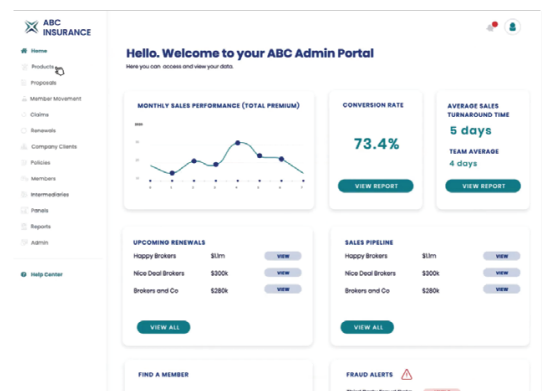 ABC
INSURANCE
Home
Products
Proposals
Member Movement
Claims
Renewals
Company Clients
Policies
Members
Intermediaries
Panels
Reports
Admin
Help Center
Hello. Welcome to your ABC Admin Portal
Here you can access and view your data.
MONTHLY SALES PERFORMANCE (TOTAL PREMIUM)
CONVERSION RATE
73.4%
VIEW REPORT
AVERAGE SALES
TURNAROUND TIME
5 days
TEAM AVERAGE
4 days
VIEW REPORT
UPCOMING RENEWALS
Happy Brokers $1.1m VIEW
Nice Deal Brokers $300k VIEW
Brokers and Co $280k VIEW
VIEW ALL
SALES PIPELINE
Happy Brokers $1.1m VIEW
Nice Deal Brokers $300k VIEW
Brokers and Co $280k VIEW
VIEW ALL
FIND A MEMBER
FRAUD ALERTS